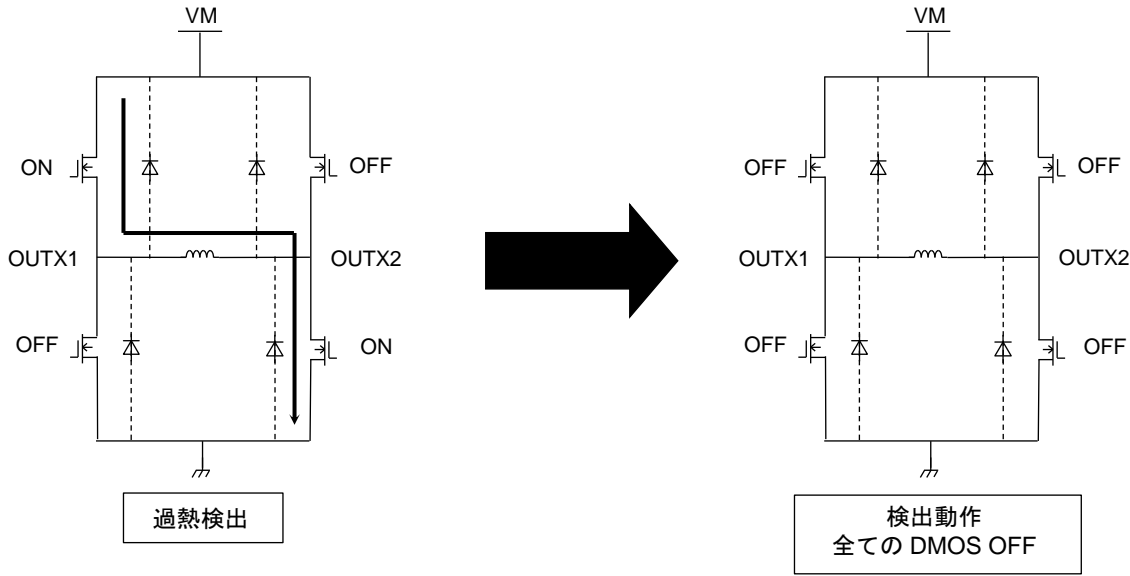 VM
ON
OFF
OUTX1
OUTX2
OFF
ON
過熱検出
VM
OFF
OFF
OUTX1
OUTX2
OFF
OFF
検出動作
全ての DMOS OFF